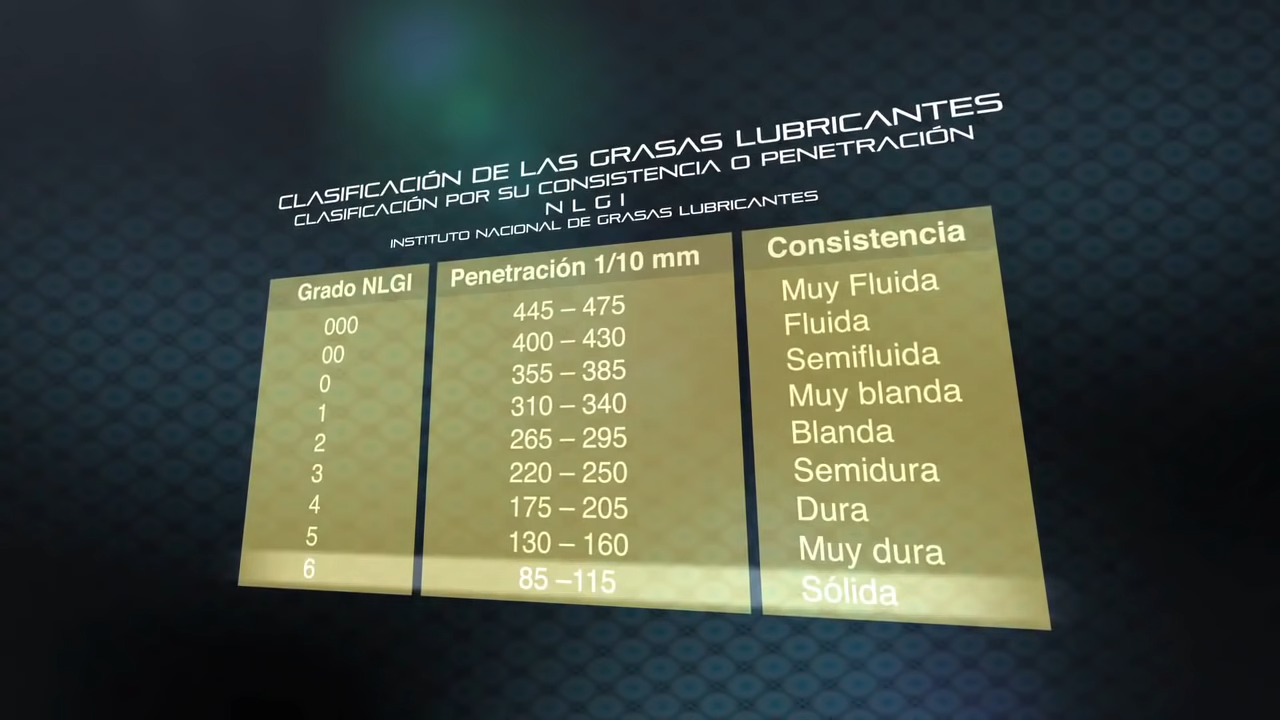 CLASIFICACIÓN DE LAS GRASAS LUBRICANTES
CLASIFICACIÓN POR SU CONSISTENCIA O PENETRACIÓN
N L G I
INSTITUTO NACIONAL DE GRASAS LUBRICANTES
Grado NLGI Penetración 1/10 mm Consistencia
000 445 – 475 Muy Fluida
00 400 – 430 Fluida
0 355 – 385 Semifluida
1 310 – 340 Muy blanda
2 265 – 295 Blanda
3 220 – 250 Semidura
4 175 – 205 Dura
5 130 – 160 Muy dura
6 85 –115 Sólida